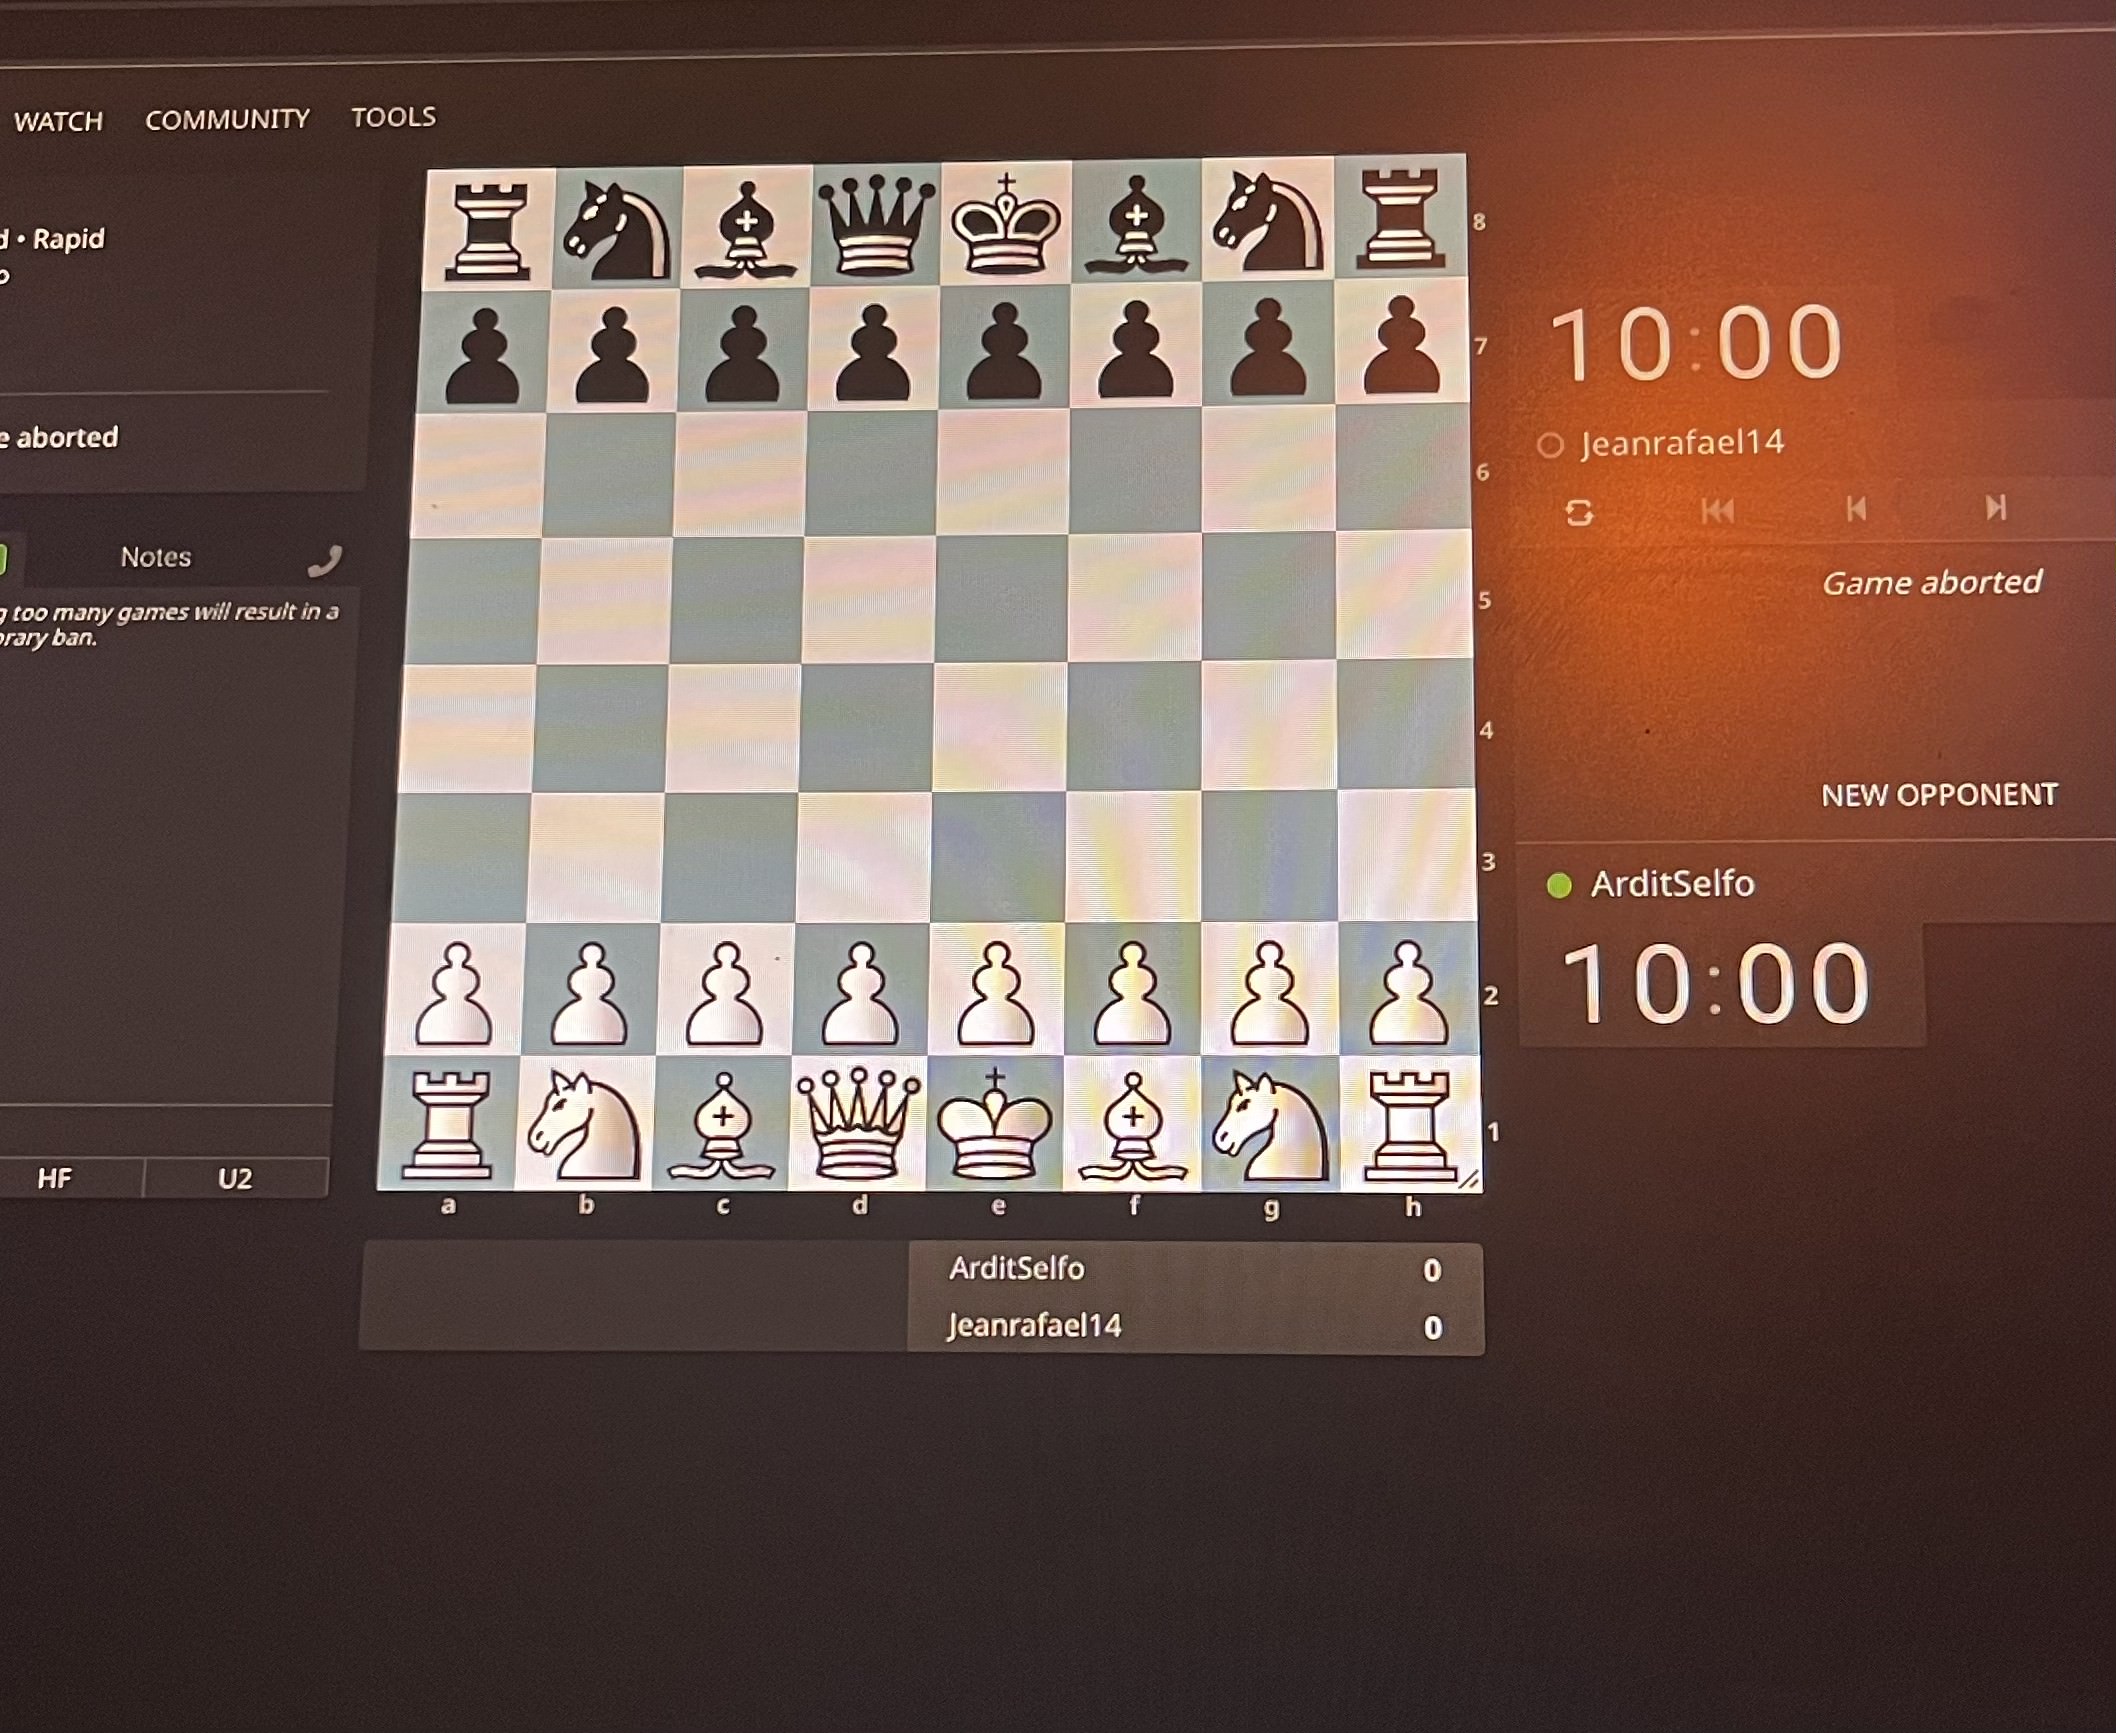 WATCH COMMUNITY TOOLS
• Rapid
aborted
Notes
too many games will result in a
ban.
HF U2
8
7
6
5
4
3
2
1
a b c d e f g h
10:00
Jeanrafael14
Game aborted
NEW OPPONENT
ArditSelfo
10:00
ArditSelfo 0
Jeanrafael14 0